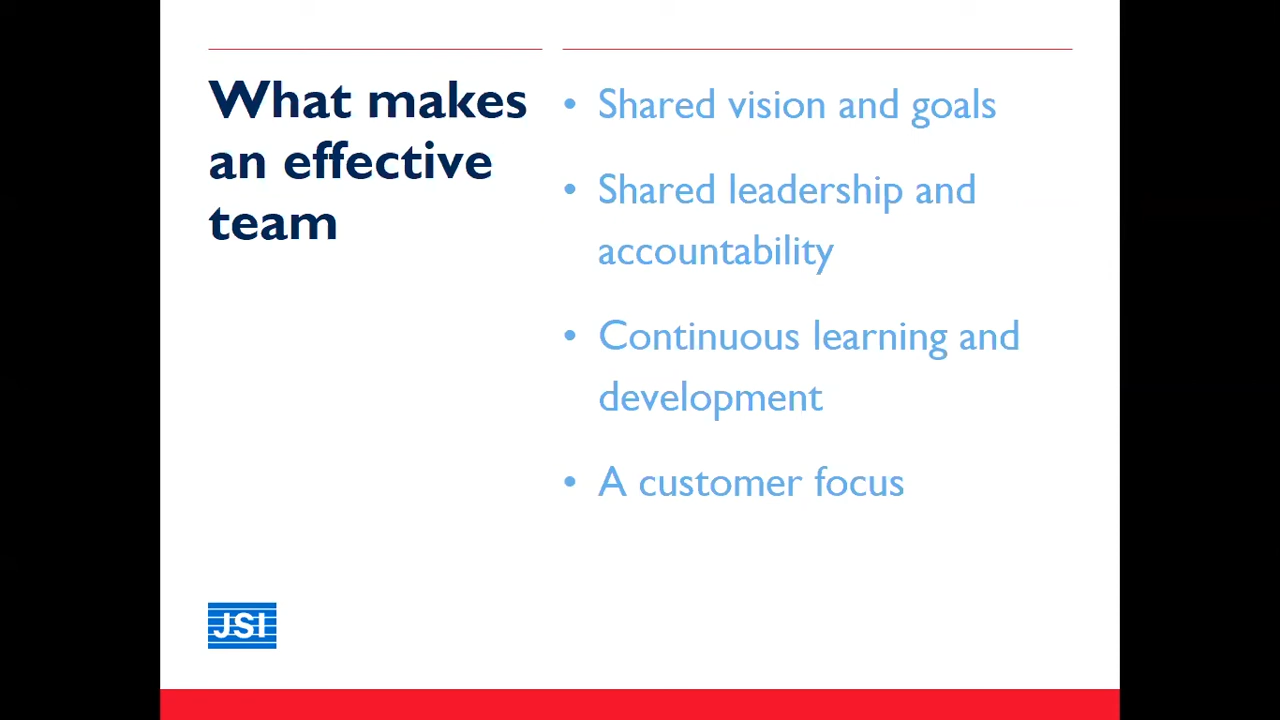 What makes
an effective
team
• Shared vision and goals
• Shared leadership and
accountability
• Continuous learning and
development
• A customer focus
JSI